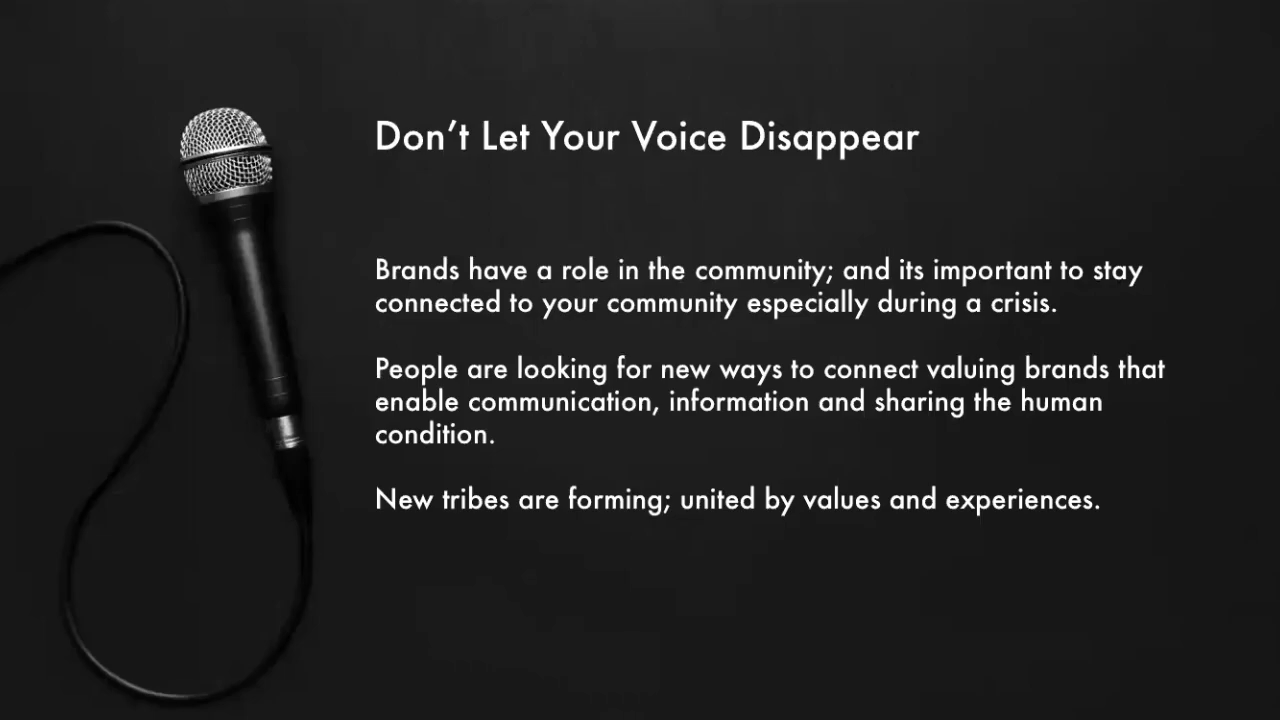 Don’t Let Your Voice Disappear
Brands have a role in the community; and its important to stay
connected to your community especially during a crisis.
People are looking for new ways to connect valuing brands that
enable communication, information and sharing the human
condition.
New tribes are forming; united by values and experiences.